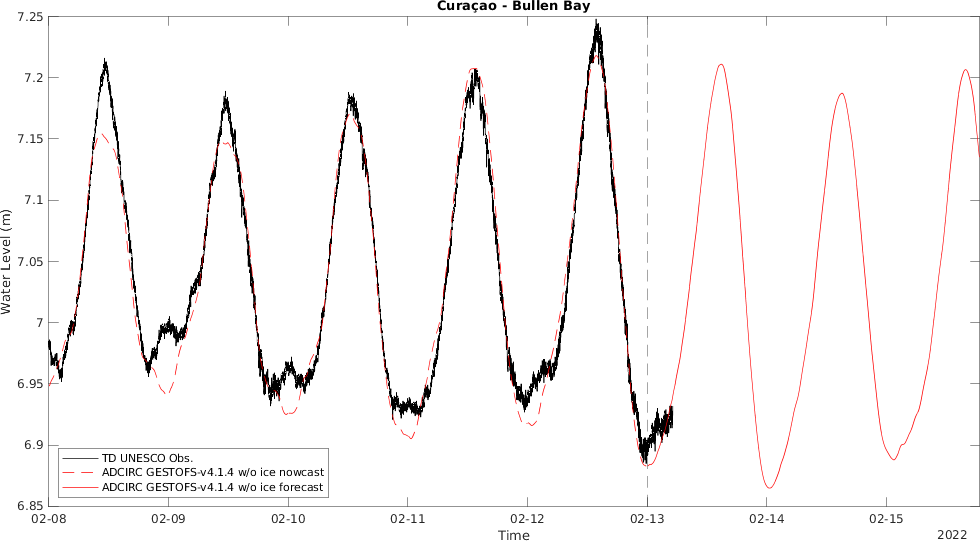 Curaçao - Bullen Bay
7.25
7.2
7.15
7.1
7.05
7
6.95
6.9
6.85
Water Level (m)
TD UNESCO Obs.
ADCIRC GESTOFS-v4.1.4 w/o ice nowcast
ADCIRC GESTOFS-v4.1.4 w/o ice forecast
02-08 02-09 02-10 02-11 02-12 02-13 02-14 02-15
Time
2022